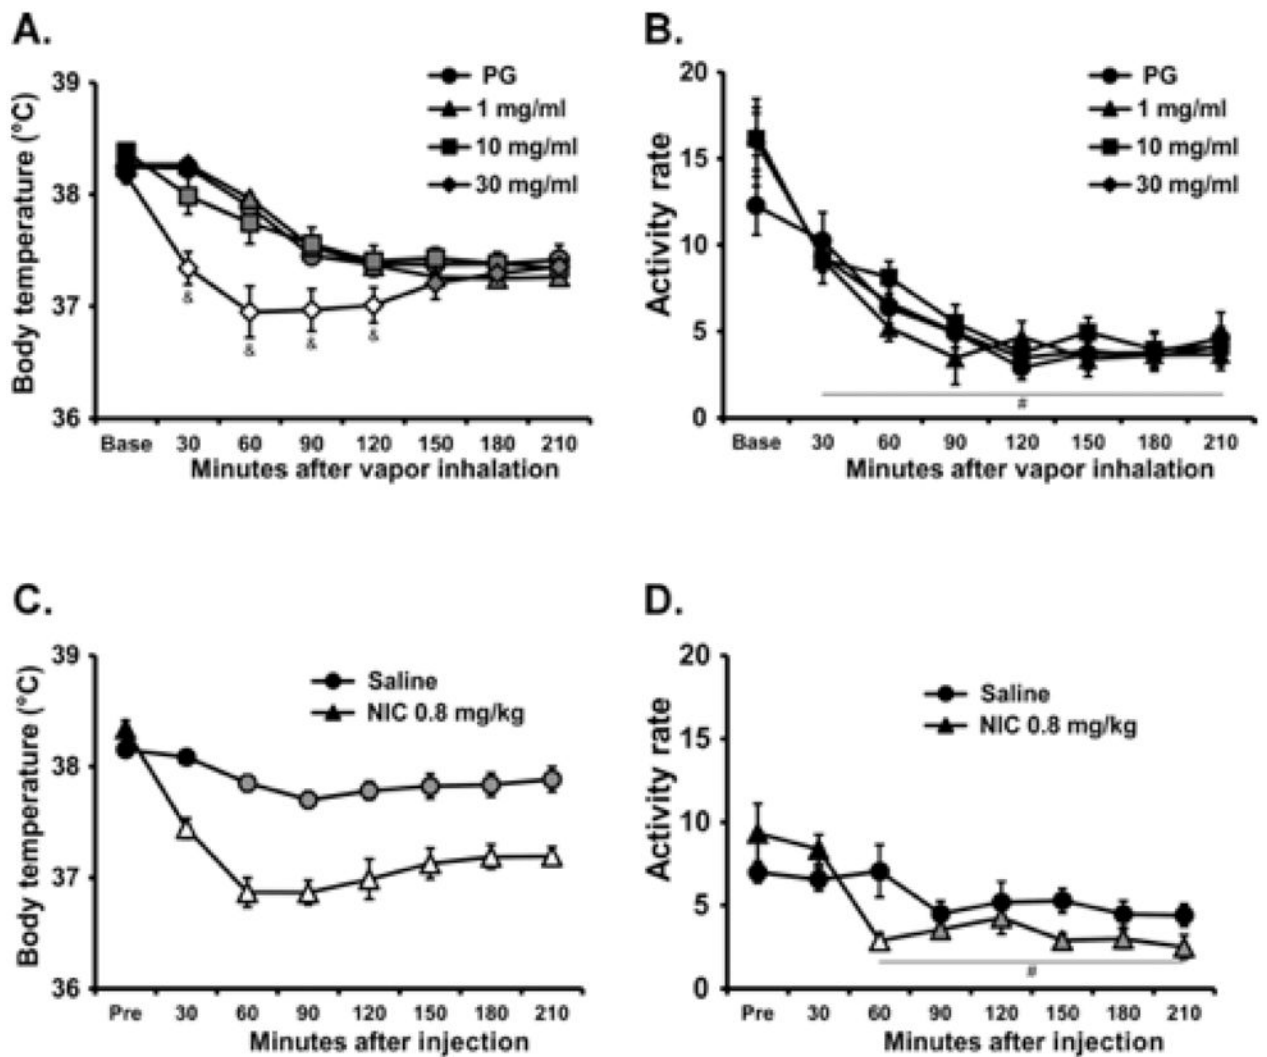 A.
39
38
37
36
Body temperature (°C)
PG
1 mg/ml
10 mg/ml
30 mg/ml
& & & &
Base 30 60 90 120 150 180 210
Minutes after vapor inhalation
B.
20
15
10
5
0
Activity rate
PG
1 mg/ml
10 mg/ml
30 mg/ml
#
Base 30 60 90 120 150 180 210
Minutes after vapor inhalation
C.
39
38
37
36
Body temperature (°C)
Saline
NIC 0.8 mg/kg
Pre 30 60 90 120 150 180 210
Minutes after injection
D.
20
15
10
5
0
Activity rate
Saline
NIC 0.8 mg/kg
#
Pre 30 60 90 120 150 180 210
Minutes after injection